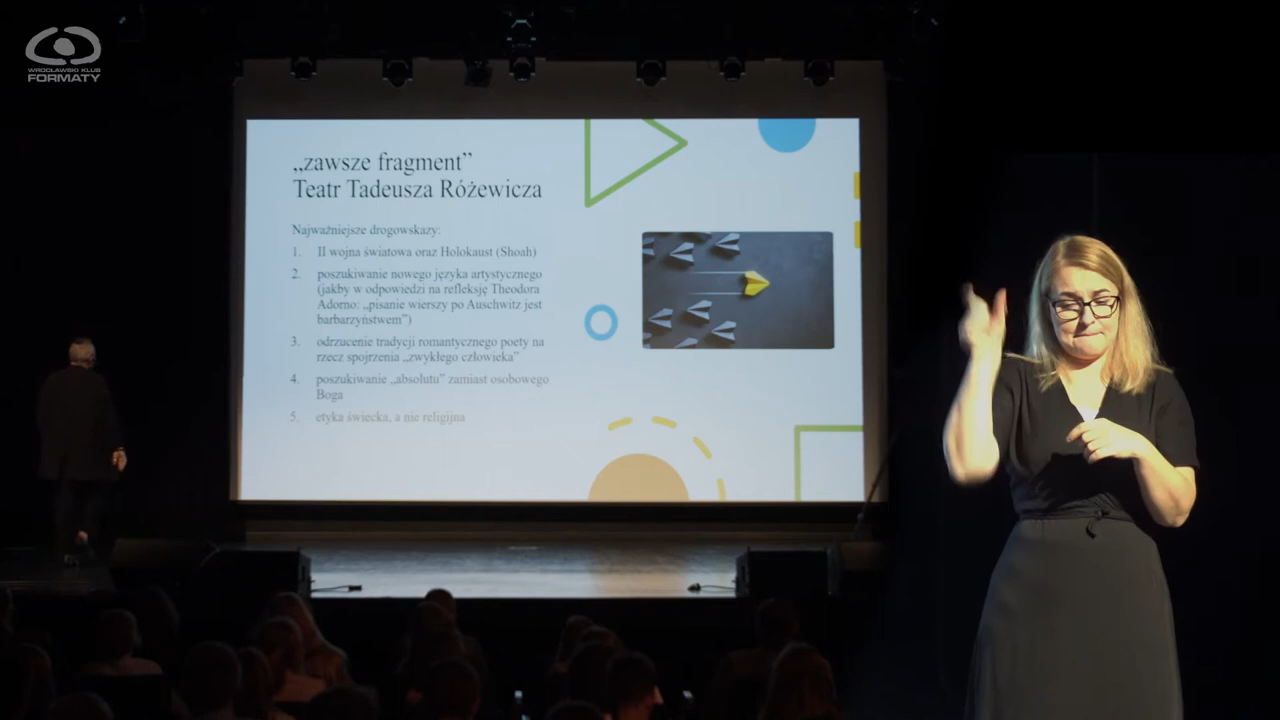 WROCŁAWSKI KLUB
FORMATY
„zawsze fragment”
Teatr Tadeusza Różewicza
Najważniejsze drogowskazy:
1. II wojna światowa oraz Holokaust (Shoah)
2. poszukiwanie nowego języka artystycznego
(jakby w odpowiedzi na refleksję Theodora
Adorno: „pisanie wierszy po Auschwitz jest
barbarzyństwem”)
3. odrzucenie tradycji romantycznego poety na
rzecz spojrzenia „zwykłego człowieka”
4. poszukiwanie „absolutu” zamiast osobowego
Boga
5. etyka świecka, a nie religijna